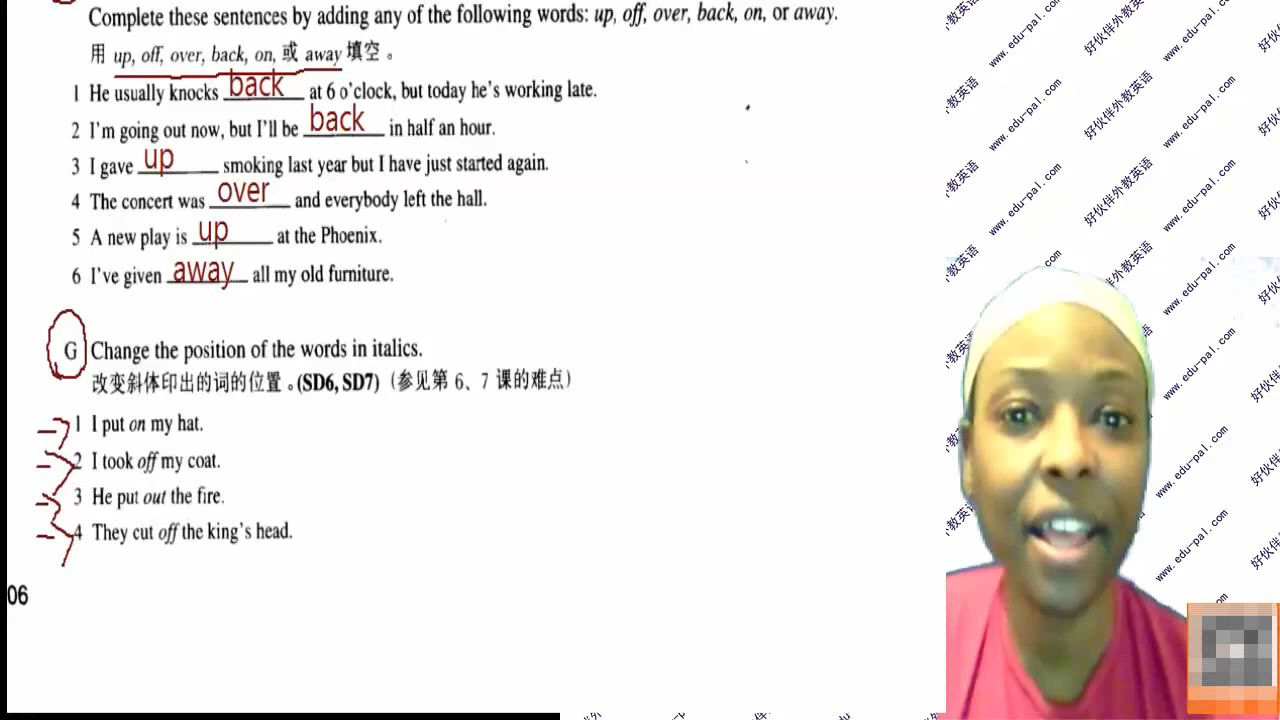 Complete these sentences by adding any of the following words: up, off, over, back, on, or away.
用 up, off, over, back, on, 或 away 填空。
1 He usually knocks back at 6 o'clock, but today he's working late.
2 I'm going out now, but I'll be back in half an hour.
3 I gave up smoking last year but I have just started again.
4 The concert was over and everybody left the hall.
5 A new play is up at the Phoenix.
6 I've given away all my old furniture.
G Change the position of the words in italics.
改变斜体印出的词的位置。(SD6, SD7)(参见第 6、7 课的难点)
1 I put on my hat.
2 I took off my coat.
3 He put out the fire.
4 They cut off the king's head.
06
好伙伴外教英语
www.edu-pal.com